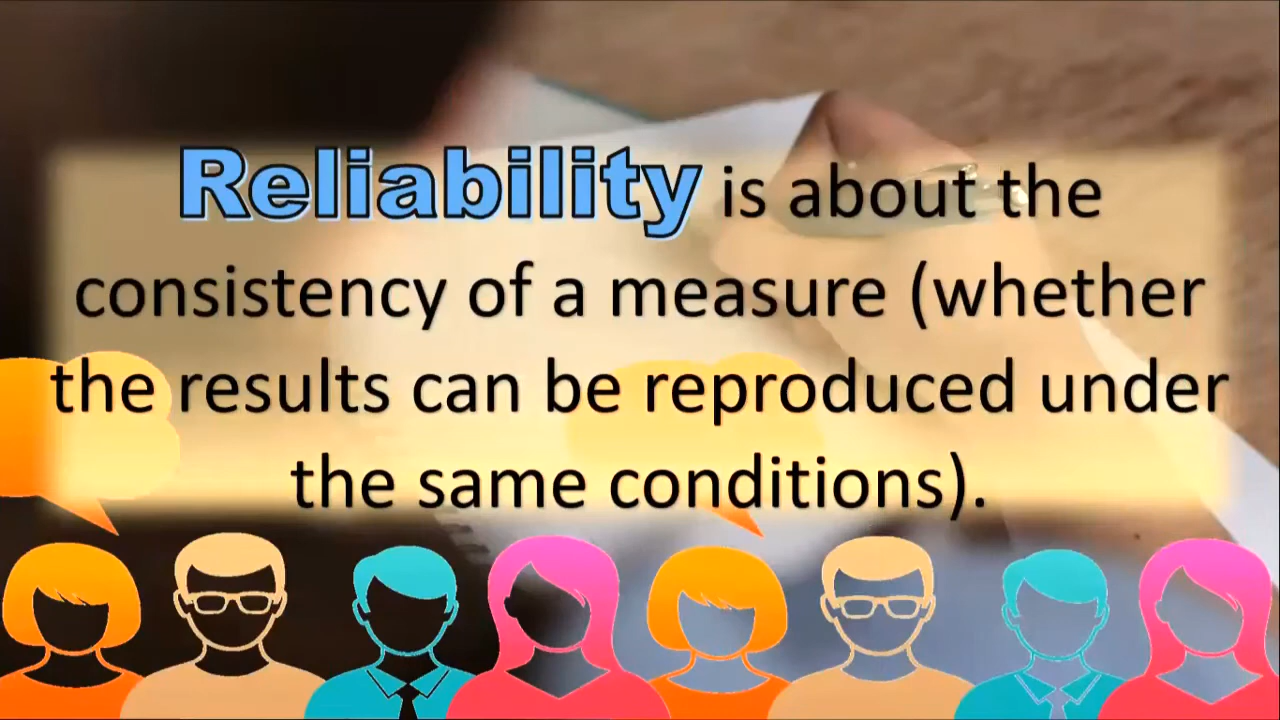 Reliability is about the
consistency of a measure (whether
the results can be reproduced under
the same conditions).